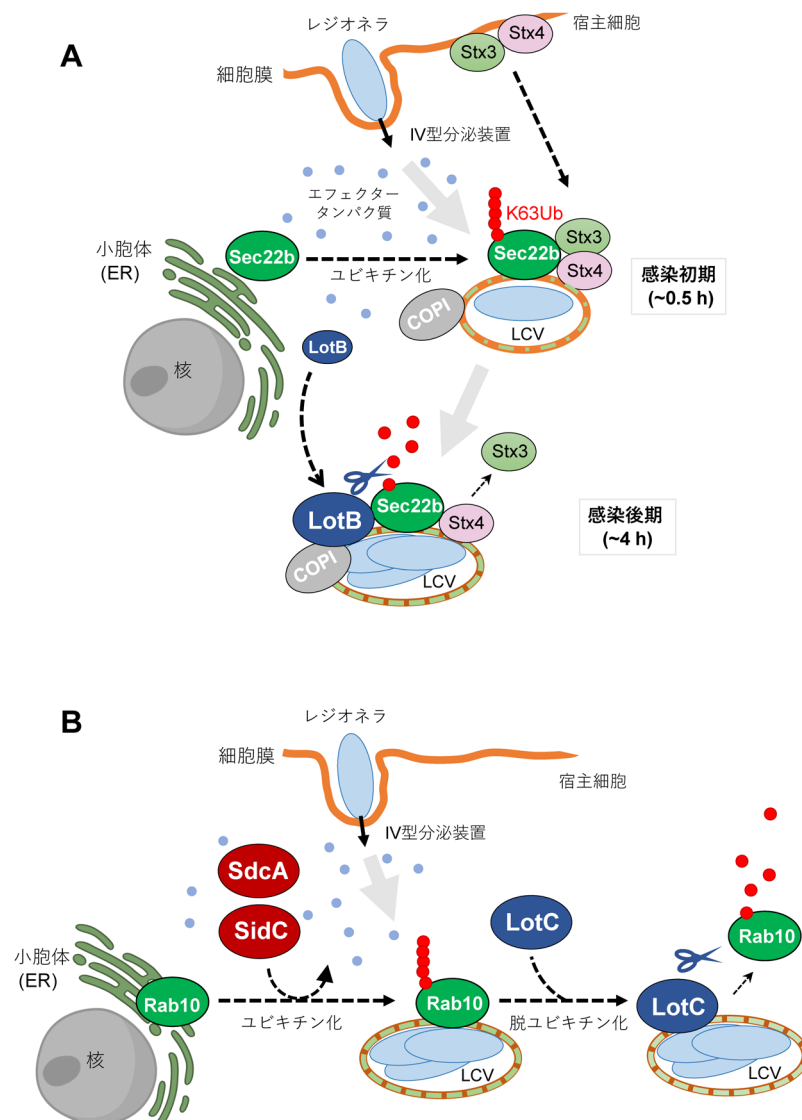 A
レジオネラ
宿主細胞
Stx4
Stx3
細胞膜
IV型分泌装置
エフェクター
タンパク質
K63Ub
小胞体
(ER)
Sec22b
ユビキチン化
Sec22b
Stx3
Stx4
感染初期
(~0.5 h)
COPI
LCV
LotB
核
Stx3
LotB
Sec22b
Stx4
感染後期
(~4 h)
COPI
LCV
B
レジオネラ
細胞膜
宿主細胞
IV型分泌装置
SdcA
SidC
LotC
Rab10
小胞体
(ER)
Rab10
ユビキチン化
Rab10
脱ユビキチン化
LotC
核
LCV
LCV